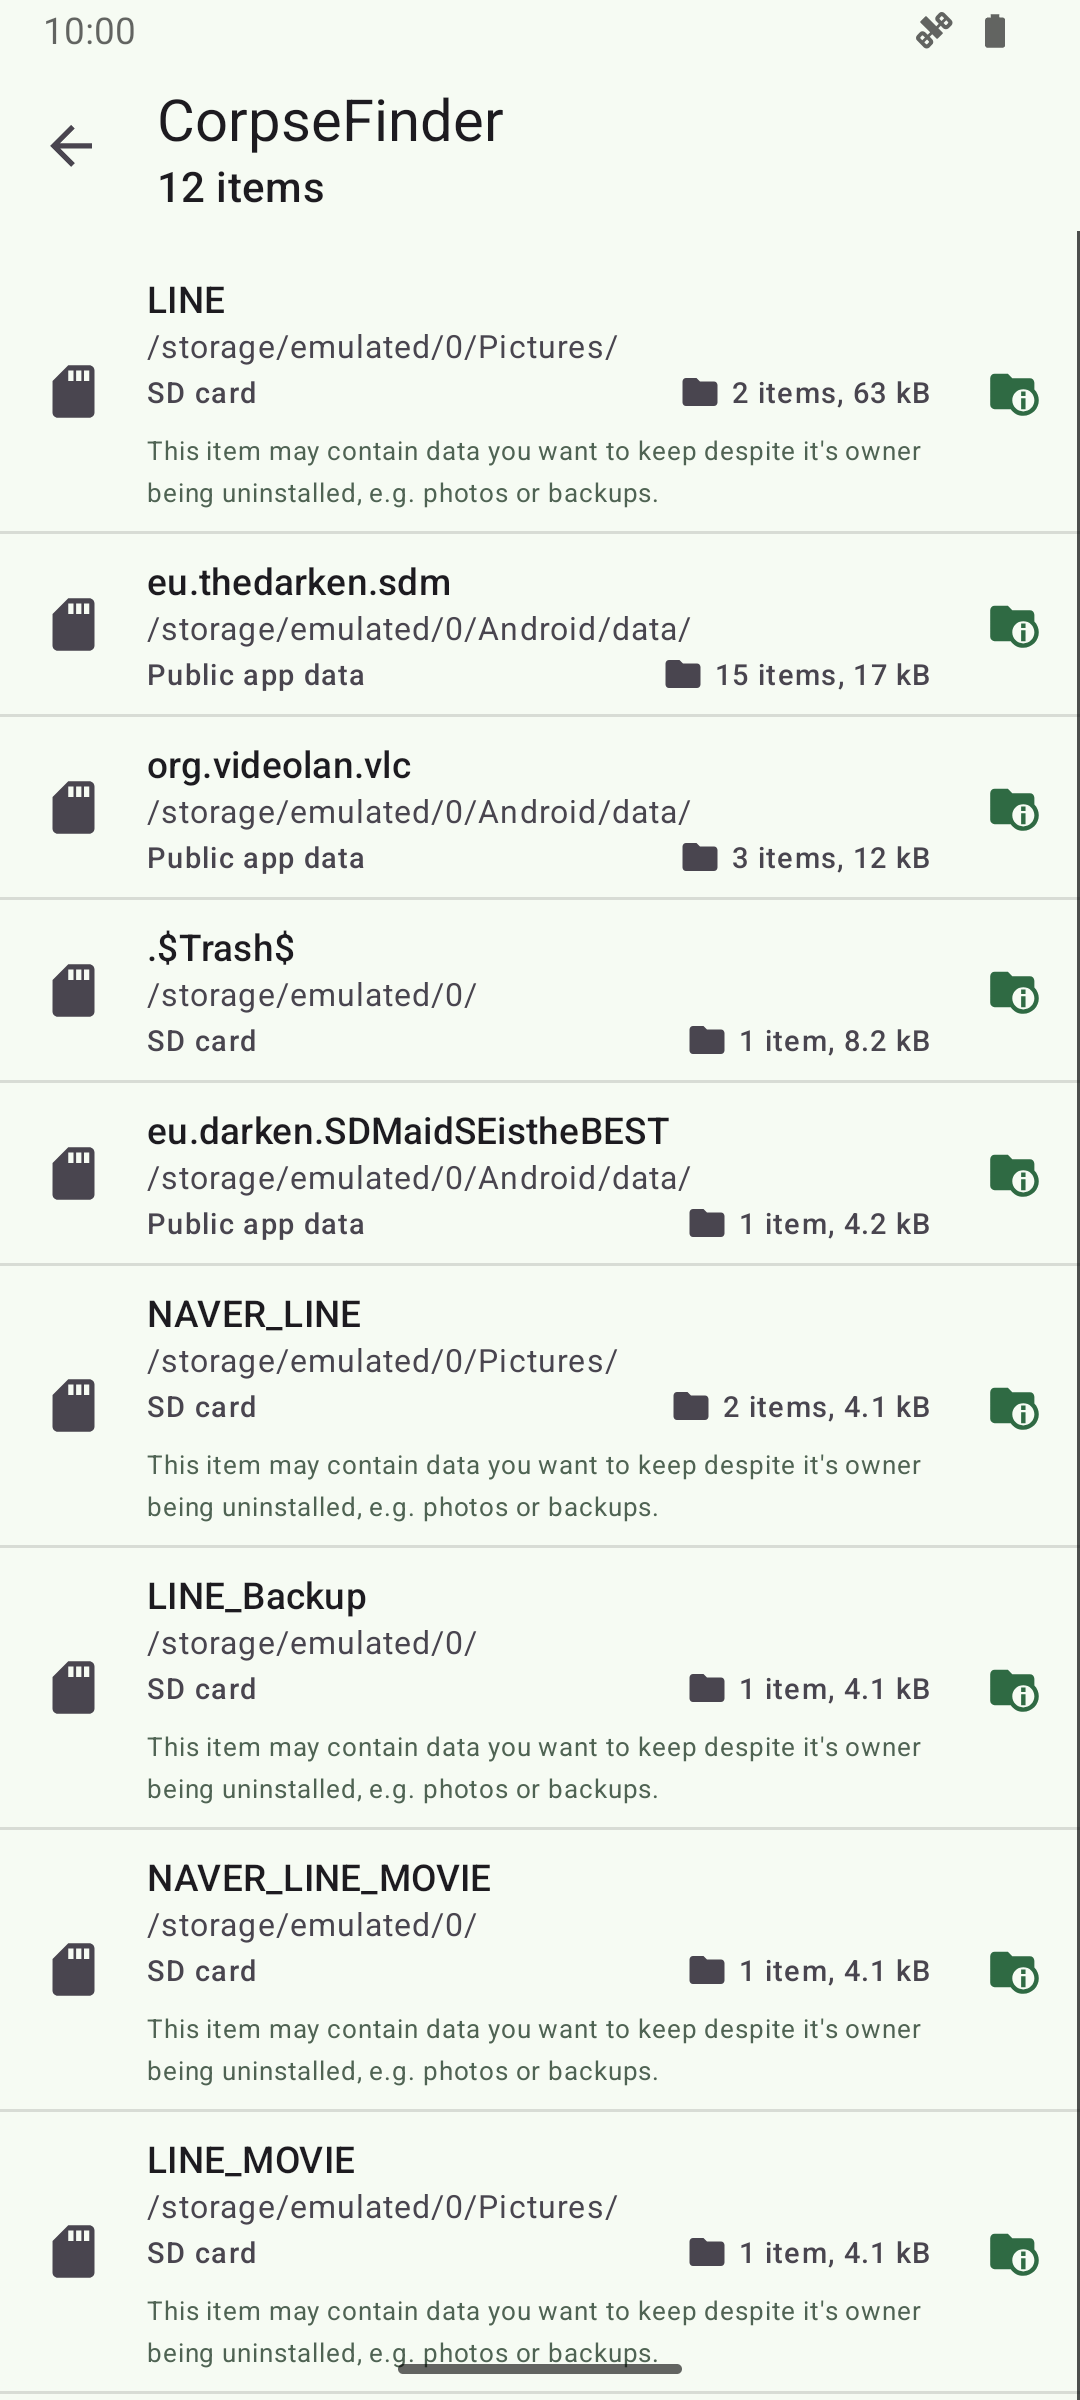 10:00
CorpseFinder
12 items
LINE
/storage/emulated/0/Pictures/
SD card
2 items, 63 kB
This item may contain data you want to keep despite it's owner
being uninstalled, e.g. photos or backups.
eu.thedarken.sdm
/storage/emulated/0/Android/data/
Public app data
15 items, 17 kB
org.videolan.vlc
/storage/emulated/0/Android/data/
Public app data
3 items, 12 kB
.$Trash$
/storage/emulated/0/
SD card
1 item, 8.2 kB
eu.darken.SDMaidSEistheBEST
/storage/emulated/0/Android/data/
Public app data
1 item, 4.2 kB
NAVER_LINE
/storage/emulated/0/Pictures/
SD card
2 items, 4.1 kB
This item may contain data you want to keep despite it's owner
being uninstalled, e.g. photos or backups.
LINE_Backup
/storage/emulated/0/
SD card
1 item, 4.1 kB
This item may contain data you want to keep despite it's owner
being uninstalled, e.g. photos or backups.
NAVER_LINE_MOVIE
/storage/emulated/0/
SD card
1 item, 4.1 kB
This item may contain data you want to keep despite it's owner
being uninstalled, e.g. photos or backups.
LINE_MOVIE
/storage/emulated/0/Pictures/
SD card
1 item, 4.1 kB
This item may contain data you want to keep despite it's owner
being uninstalled, e.g. photos or backups.